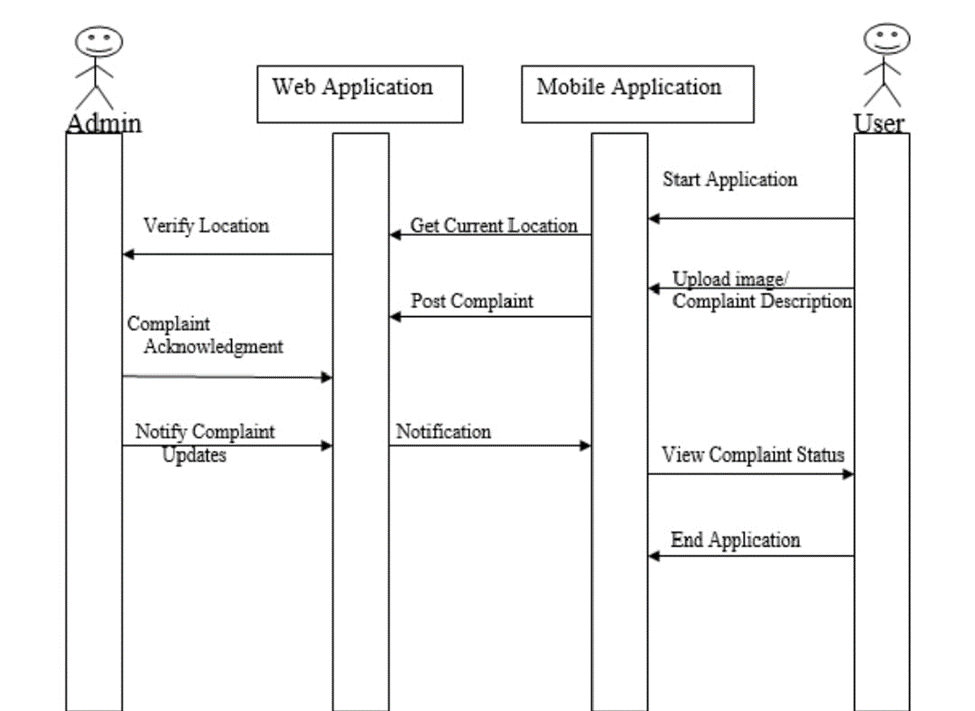 Web Application
Mobile Application
Admin
User
Start Application
Verify Location
Get Current Location
Upload image/
Complaint Description
Post Complaint
Complaint
Acknowledgment
Notify Complaint
Updates
Notification
View Complaint Status
End Application